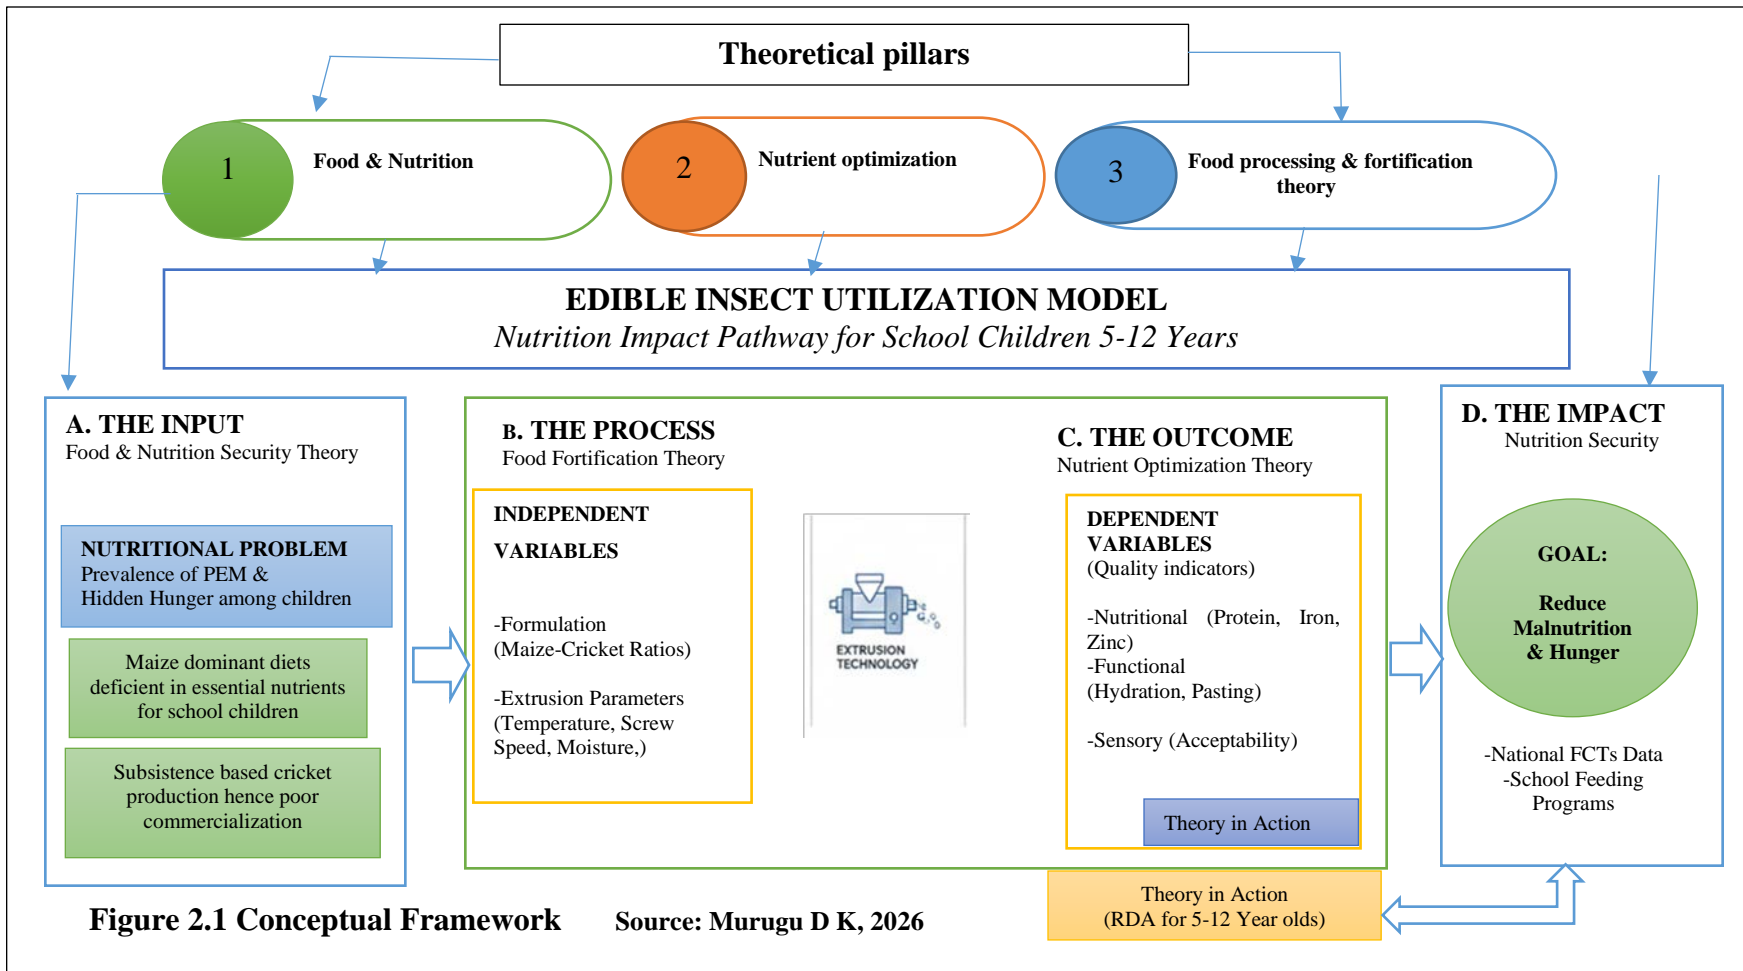 Theoretical pillars
1
Food & Nutrition
2
Nutrient optimization
3
Food processing & fortification
theory
EDIBLE INSECT UTILIZATION MODEL
Nutrition Impact Pathway for School Children 5-12 Years
A. THE INPUT
Food & Nutrition Security Theory
NUTRITIONAL PROBLEM
Prevalence of PEM &
Hidden Hunger among children
Maize dominant diets
deficient in essential nutrients
for school children
Subsistence based cricket
production hence poor
commercialization
B. THE PROCESS
Food Fortification Theory
INDEPENDENT
VARIABLES
-Formulation
(Maize-Cricket Ratios)
-Extrusion Parameters
(Temperature, Screw
Speed, Moisture,)
EXTRUSION
TECHNOLOGY
C. THE OUTCOME
Nutrient Optimization Theory
DEPENDENT
VARIABLES
(Quality indicators)
-Nutritional (Protein, Iron,
Zinc)
-Functional
(Hydration, Pasting)
-Sensory (Acceptability)
Theory in Action
D. THE IMPACT
Nutrition Security
GOAL:
Reduce
Malnutrition
& Hunger
-National FCTs Data
-School Feeding
Programs
Theory in Action
(RDA for 5-12 Year olds)
Figure 2.1 Conceptual Framework Source: Murugu D K, 2026